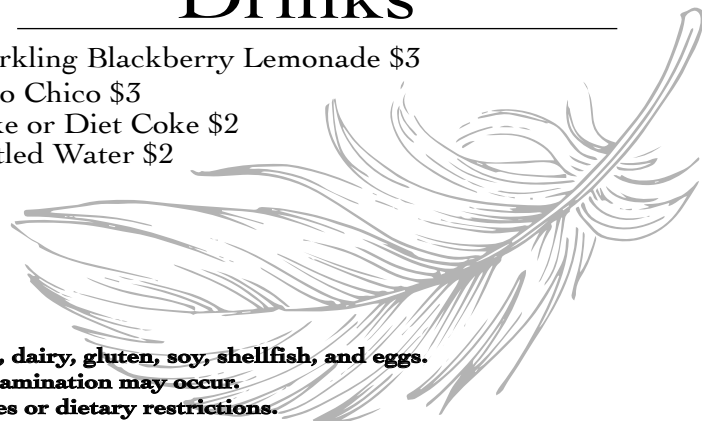 Drinks
rkling Blackberry Lemonade $3
o Chico $3
ke or Diet Coke $2
tled Water $2
, dairy, gluten, soy, shellfish, and eggs.
amination may occur.
es or dietary restrictions.